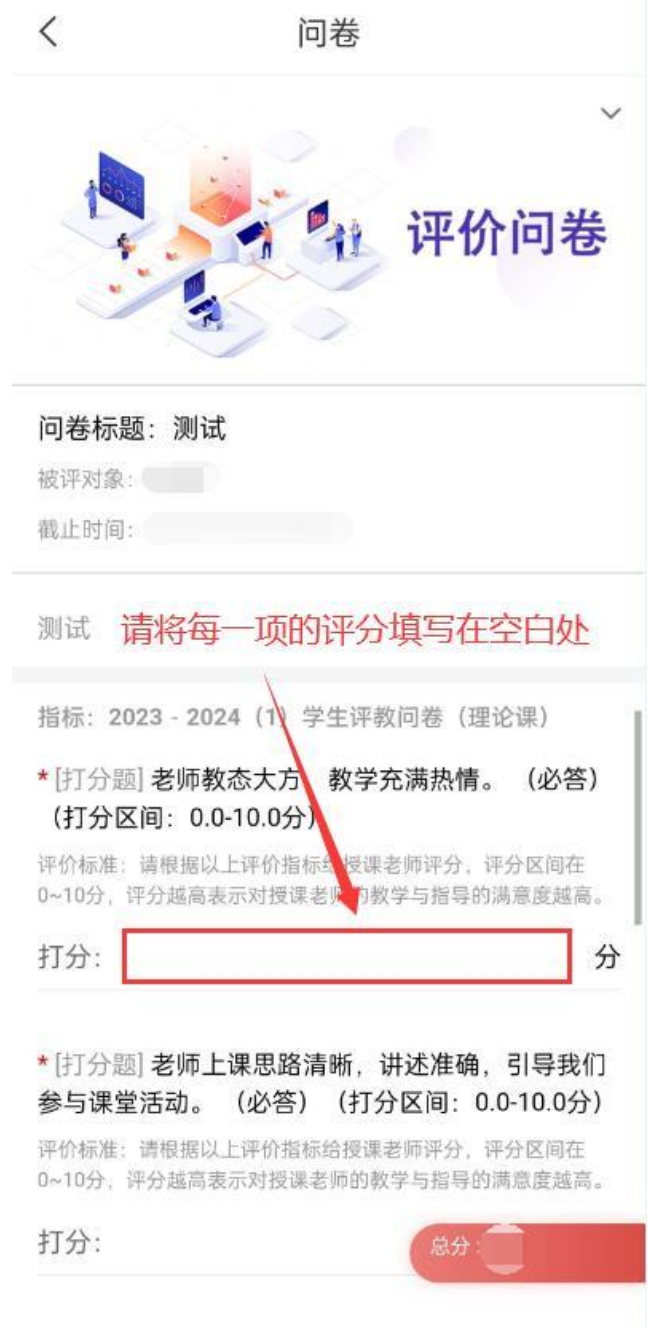 问卷
评价问卷
问卷标题：测试
被评对象：
截止时间：
测试 请将每一项的评分填写在空白处
指标：2023 - 2024（1）学生评教问卷（理论课）
* [打分题] 老师教态大方 教学充满热情。（必答）
（打分区间：0.0-10.0分）
评价标准：请根据以上评价指标给授课老师评分，评分区间在
0~10分，评分越高表示对授课老师的教学与指导的满意度越高。
打分： 分
* [打分题] 老师上课思路清晰，讲述准确，引导我们
参与课堂活动。（必答）（打分区间：0.0-10.0分）
评价标准：请根据以上评价指标给授课老师评分，评分区间在
0~10分，评分越高表示对授课老师的教学与指导的满意度越高。
打分：
总分：